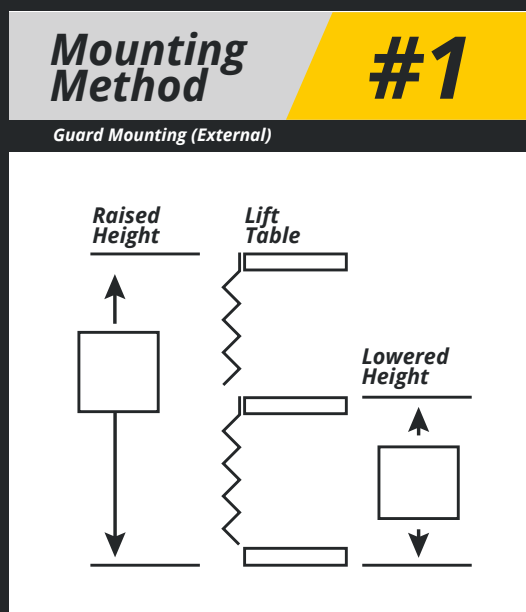 Mounting
Method
#1
Guard Mounting (External)
Raised
Height
Lift
Table
Lowered
Height